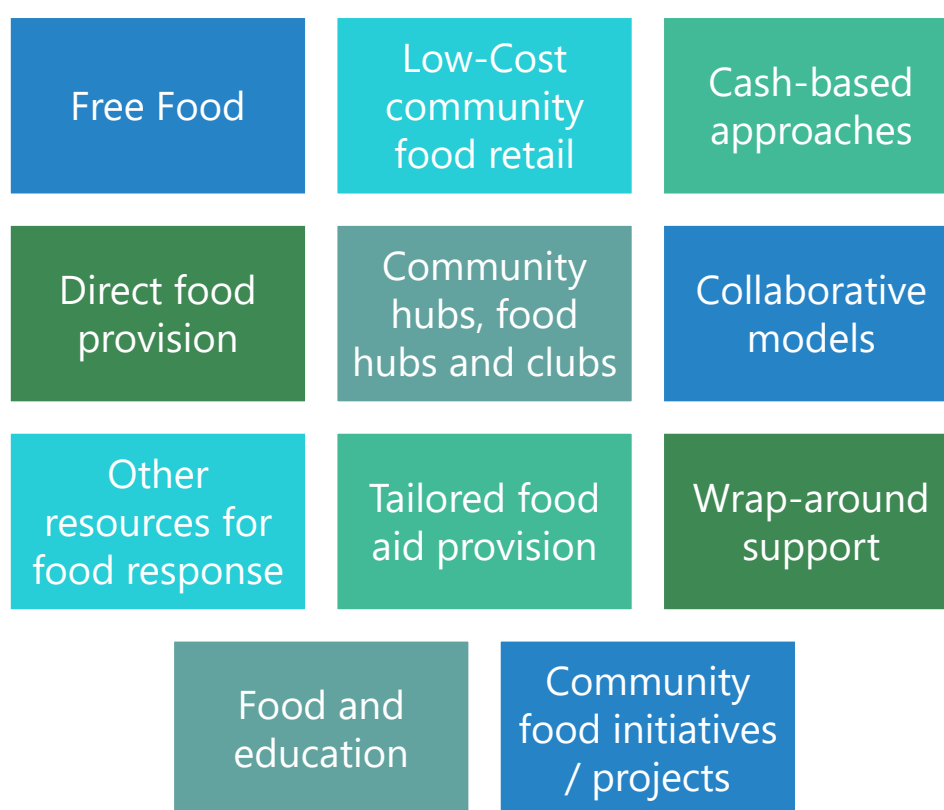 Free Food
Low-Cost
community
food retail
Cash-based
approaches
Direct food
provision
Community
hubs, food
hubs and clubs
Collaborative
models
Other
resources for
food response
Tailored food
aid provision
Wrap-around
support
Food and
education
Community
food initiatives
/ projects